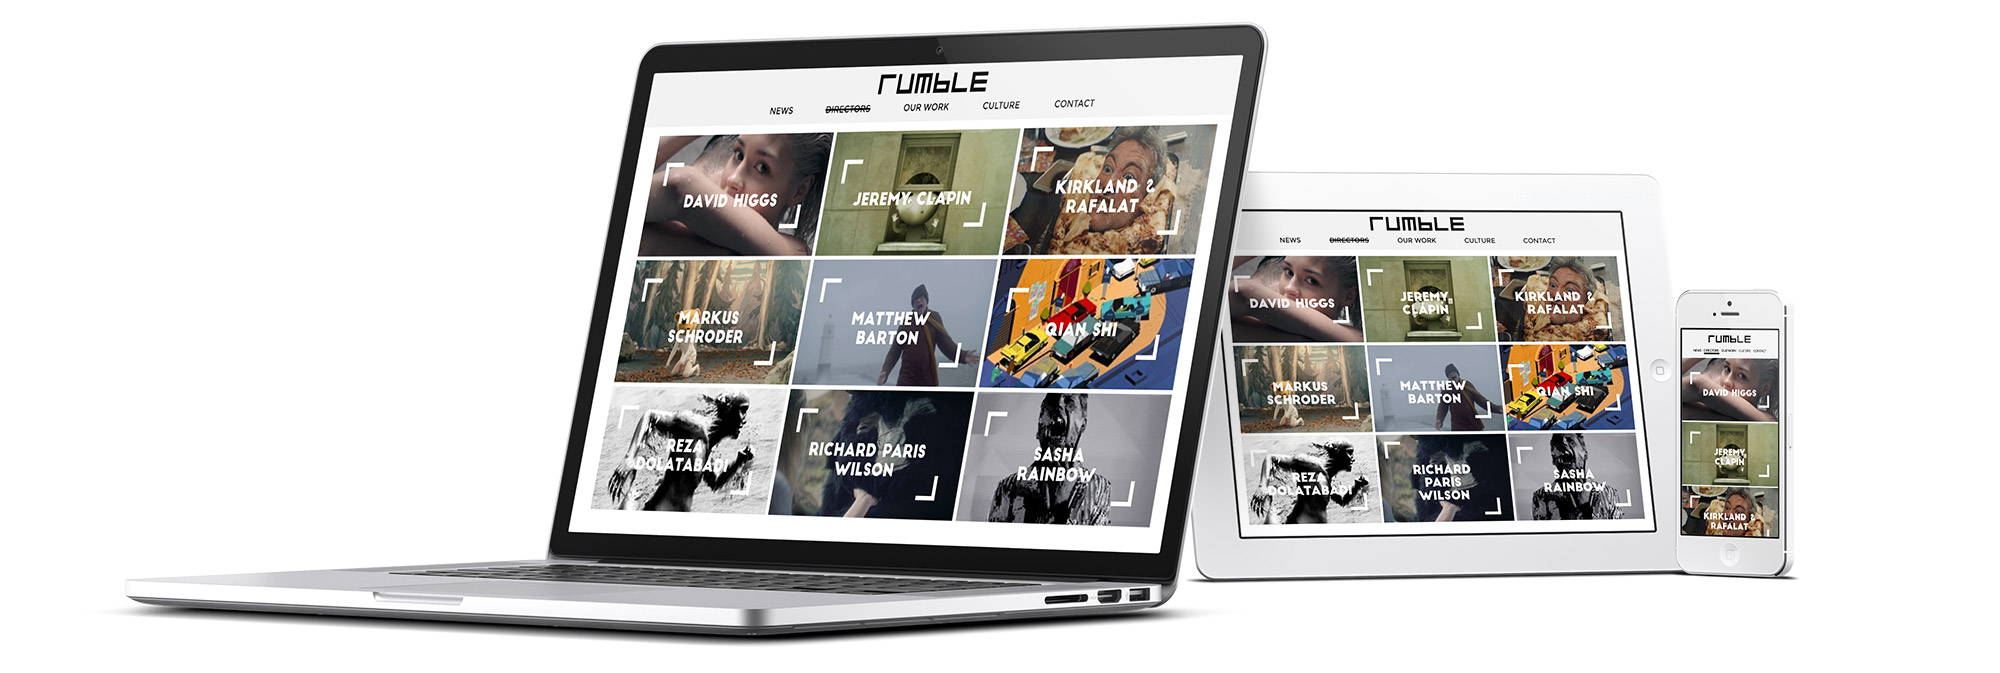 rumble
NEWS DIRECTORS OUR WORK CULTURE CONTACT
DAVID HIGGS
JEREMY CLAPIN
KIRKLAND &
RAFALAT
MARKUS
SCHRODER
MATTHEW
BARTON
QIAN SHI
REZA
DOLATABADI
RICHARD PARIS
WILSON
SASHA
RAINBOW
rumble
NEWS DIRECTORS OUR WORK CULTURE CONTACT
DAVID HIGGS
JEREMY
CLAPIN
KIRKLAND &
RAFALAT
MARKUS
SCHRODER
MATTHEW
BARTON
QIAN SHI
REZA
DOLATABADI
RICHARD
PARIS
WILSON
SASHA
RAINBOW
rumble
NEWS DIRECTORS OUR WORK CULTURE CONTACT
DAVID HIGGS
JEREMY
CLAPIN
KIRKLAND &
RAFALAT